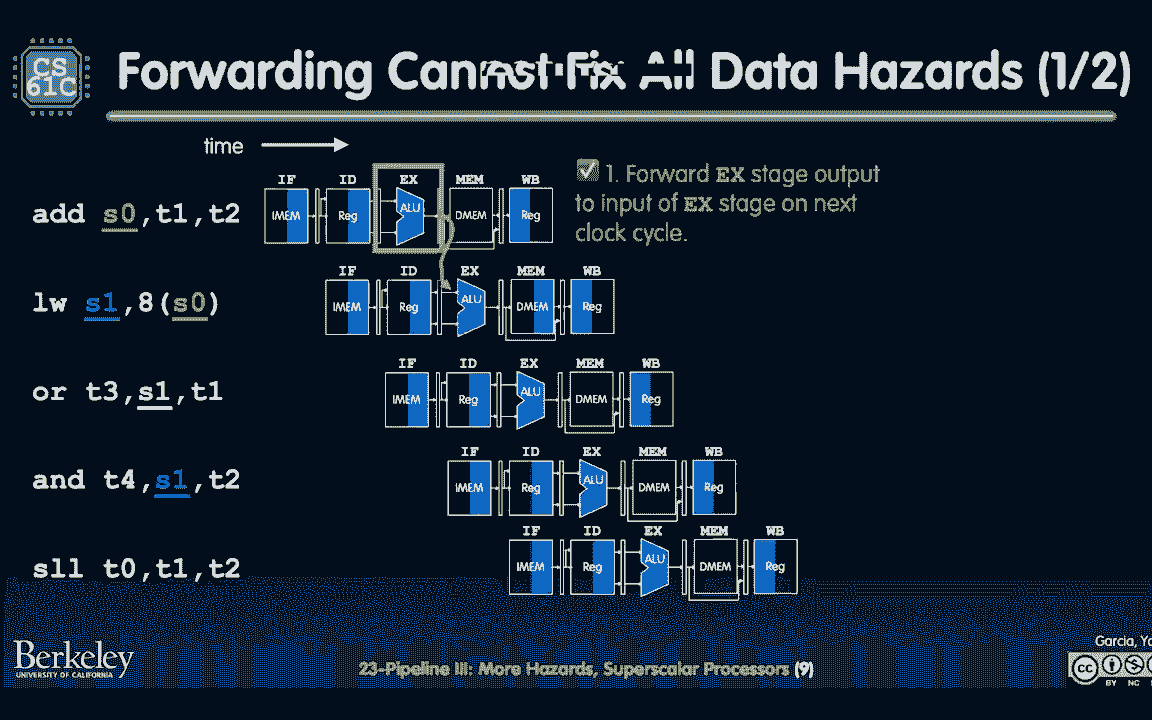 CS
61C
Forwarding Cannot Fix All Data Hazards (1/2)
time
IF ID EX MEM WB
add s0,t1,t2
IMEM Reg ALU DMEM Reg
1. Forward EX stage output
to input of EX stage on next
clock cycle.
IF ID EX MEM WB
lw s1,8(s0)
IMEM Reg ALU DMEM Reg
IF ID EX MEM WB
or t3,s1,t1
IMEM Reg ALU DMEM Reg
IF ID EX MEM WB
and t4,s1,t2
IMEM Reg ALU DMEM Reg
IF ID EX MEM WB
sll t0,t1,t2
IMEM Reg ALU DMEM Reg
Berkeley
UNIVERSITY OF CALIFORNIA
23-Pipeline III: More Hazards, Superscalar Processors (9)
Garcia,
cc
BY NC